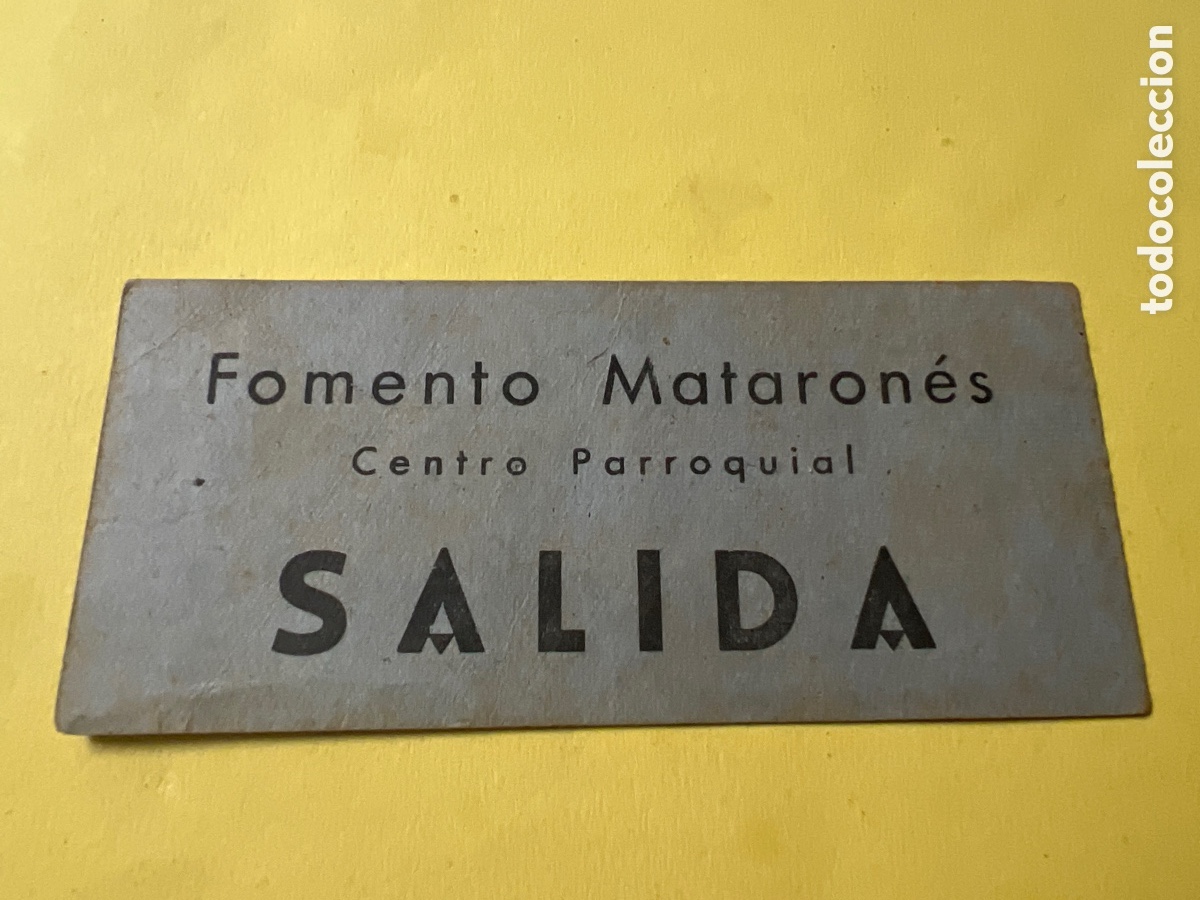 Fomento Mataronés
Centro Parroquial
SALIDA
todocoleccion